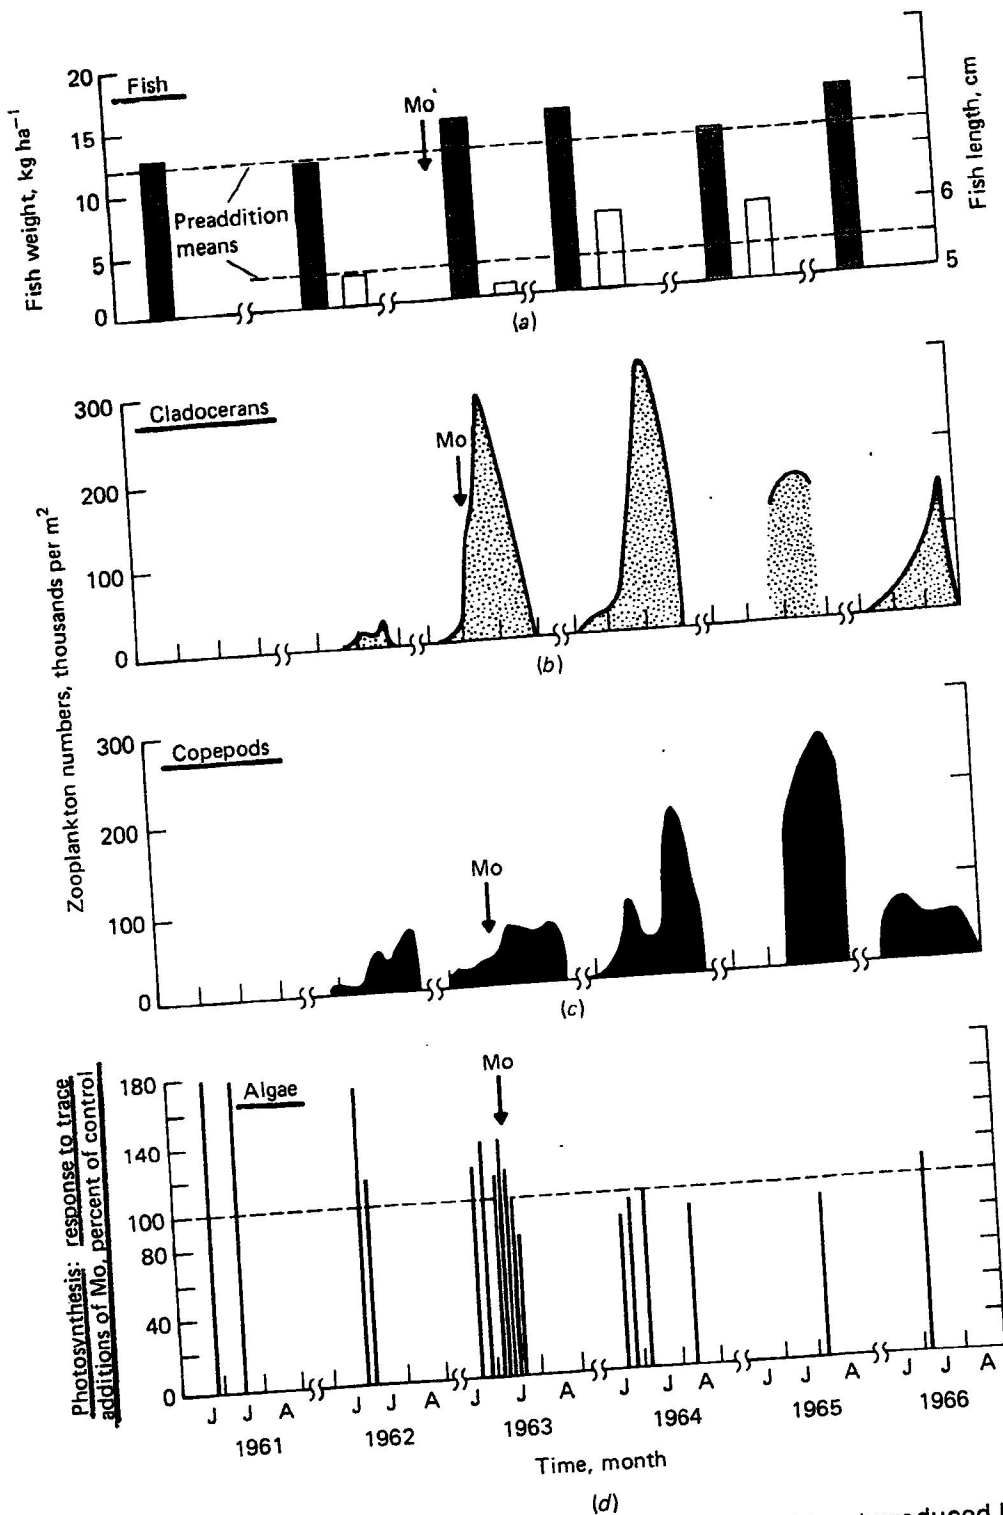 20
15
10
5
0
Fish weight, kg ha⁻¹
Fish
Mo
Preaddition
means
6
5
Fish length, cm
(a)
Zooplankton numbers, thousands per m²
300
200
100
0
Cladocerans
Mo
(b)
300
200
100
0
Copepods
Mo
(c)
Photosynthesis: response to trace
additions of Mo, percent of control
180
140
100
80
40
0
Algae
Mo
J J A J J A J J A J J A J J A J J A
1961 1962 1963 1964 1965 1966
Time, month
(d)